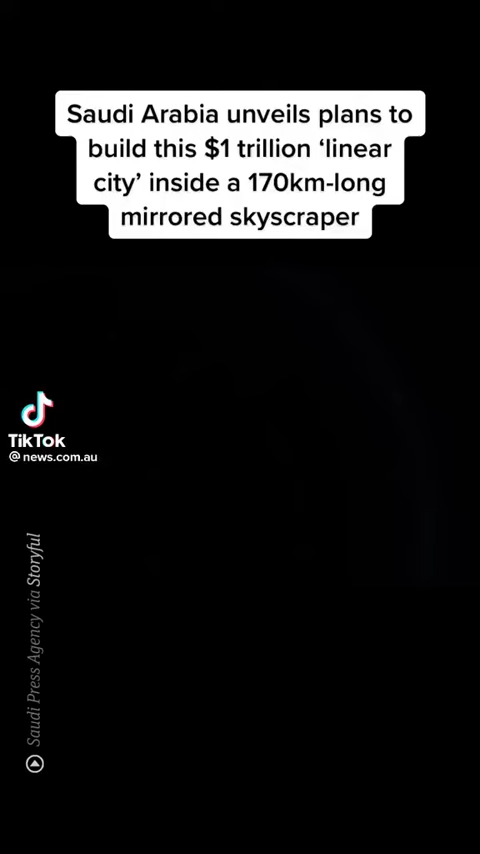 Saudi Arabia unveils plans to
build this $1 trillion ‘linear
city’ inside a 170km-long
mirrored skyscraper
TikTok
@ news.com.au
Saudi Press Agency via Storyful